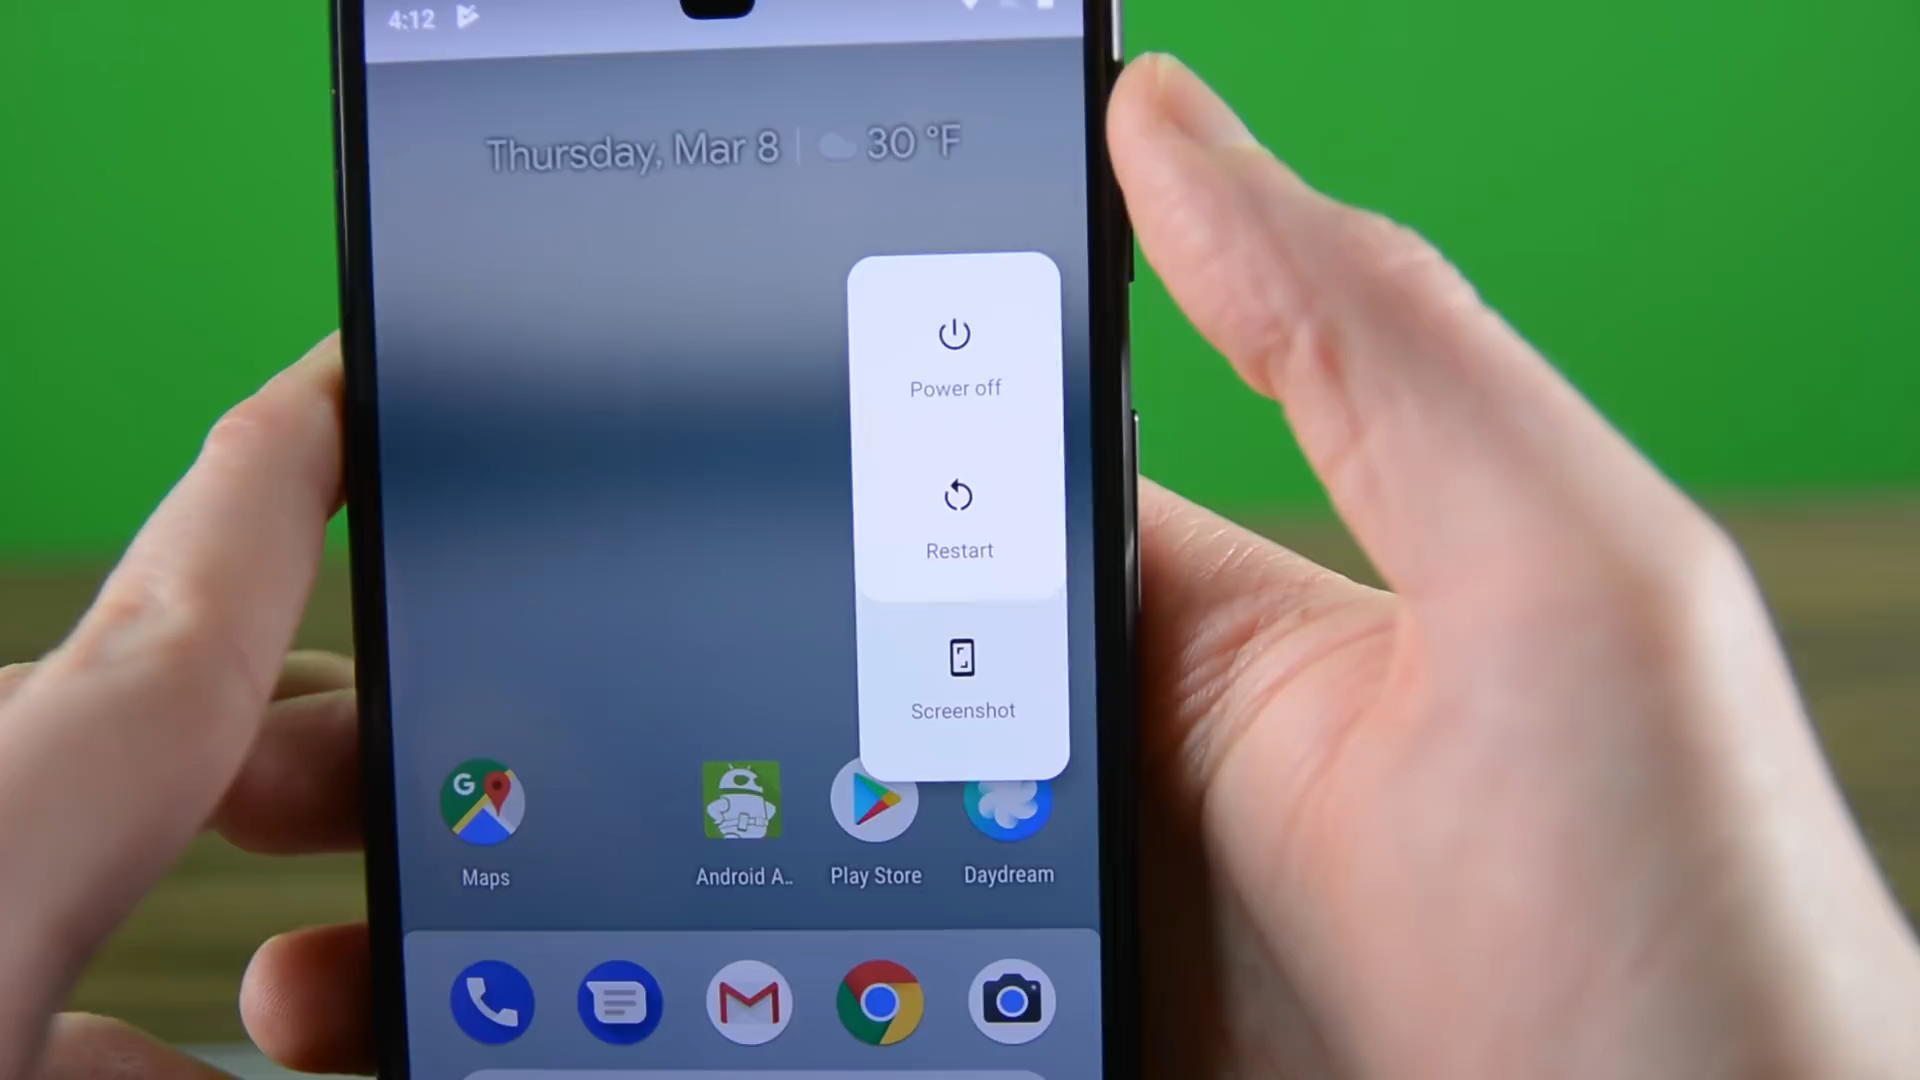 4:12
Thursday, Mar 8 | 30 °F
Power off
Restart
Screenshot
G
Maps
Android A..
Play Store
Daydream